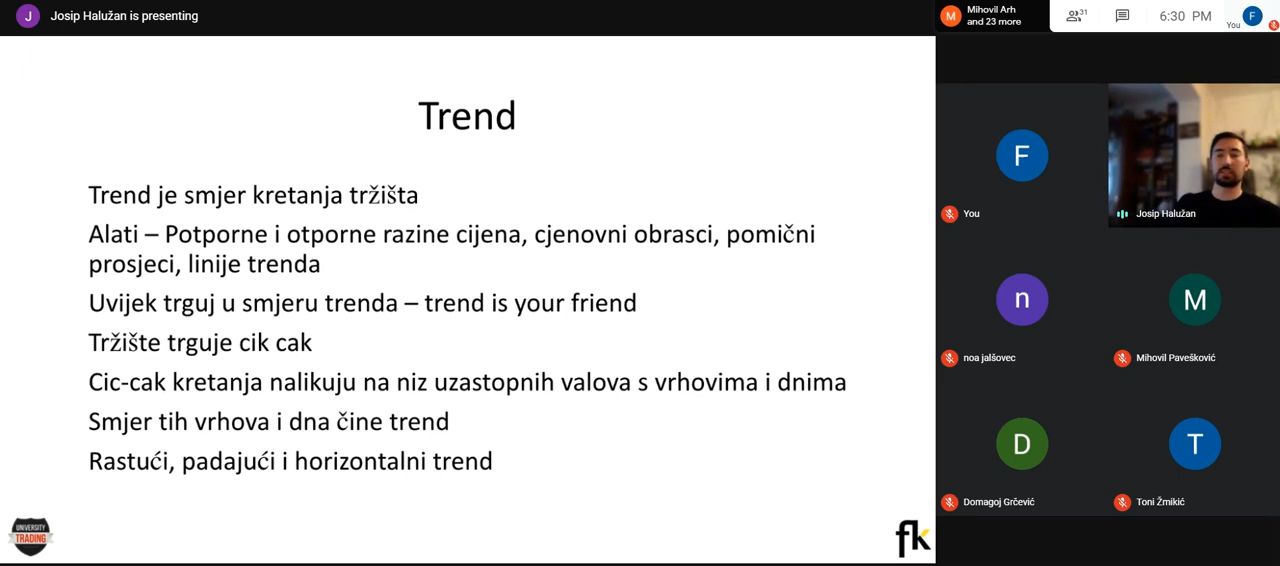 J
Josip Halužan is presenting
M
Mihovil Arh
and 23 more
31
6:30 PM
You
F
Trend
Trend je smjer kretanja tržišta
Alati – Potporne i otporne razine cijena, cjenovni obrasci, pomični
prosjeci, linije trenda
Uvijek trguj u smjeru trenda – trend is your friend
Tržište trguje cik cak
Cic-cak kretanja nalikuju na niz uzastopnih valova s vrhovima i dnima
Smjer tih vrhova i dna čine trend
Rastući, padajući i horizontalni trend
UNIVERSITY
TRADING
fk
F
You
Josip Halužan
n
noa jalšovec
M
Mihovil Pavešković
D
Domagoj Grčević
T
Toni Žmikić